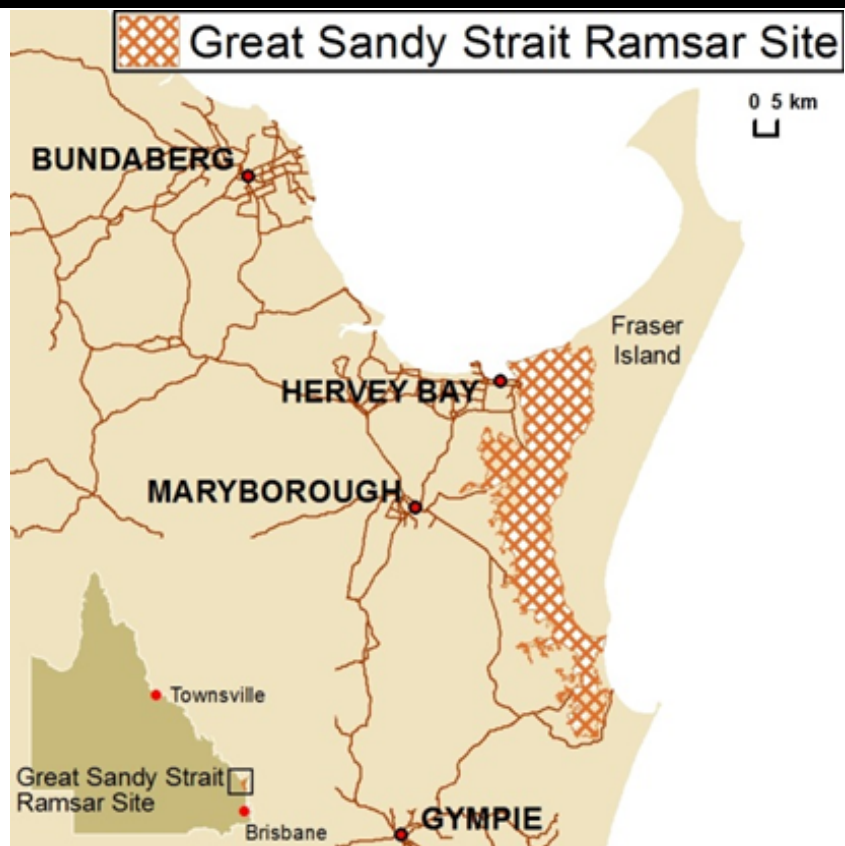 Great Sandy Strait Ramsar Site
0 5 km
BUNDABERG
Fraser
Island
HERVEY BAY
MARYBOROUGH
Townsville
Great Sandy Strait
Ramsar Site
Brisbane
GYMPIE